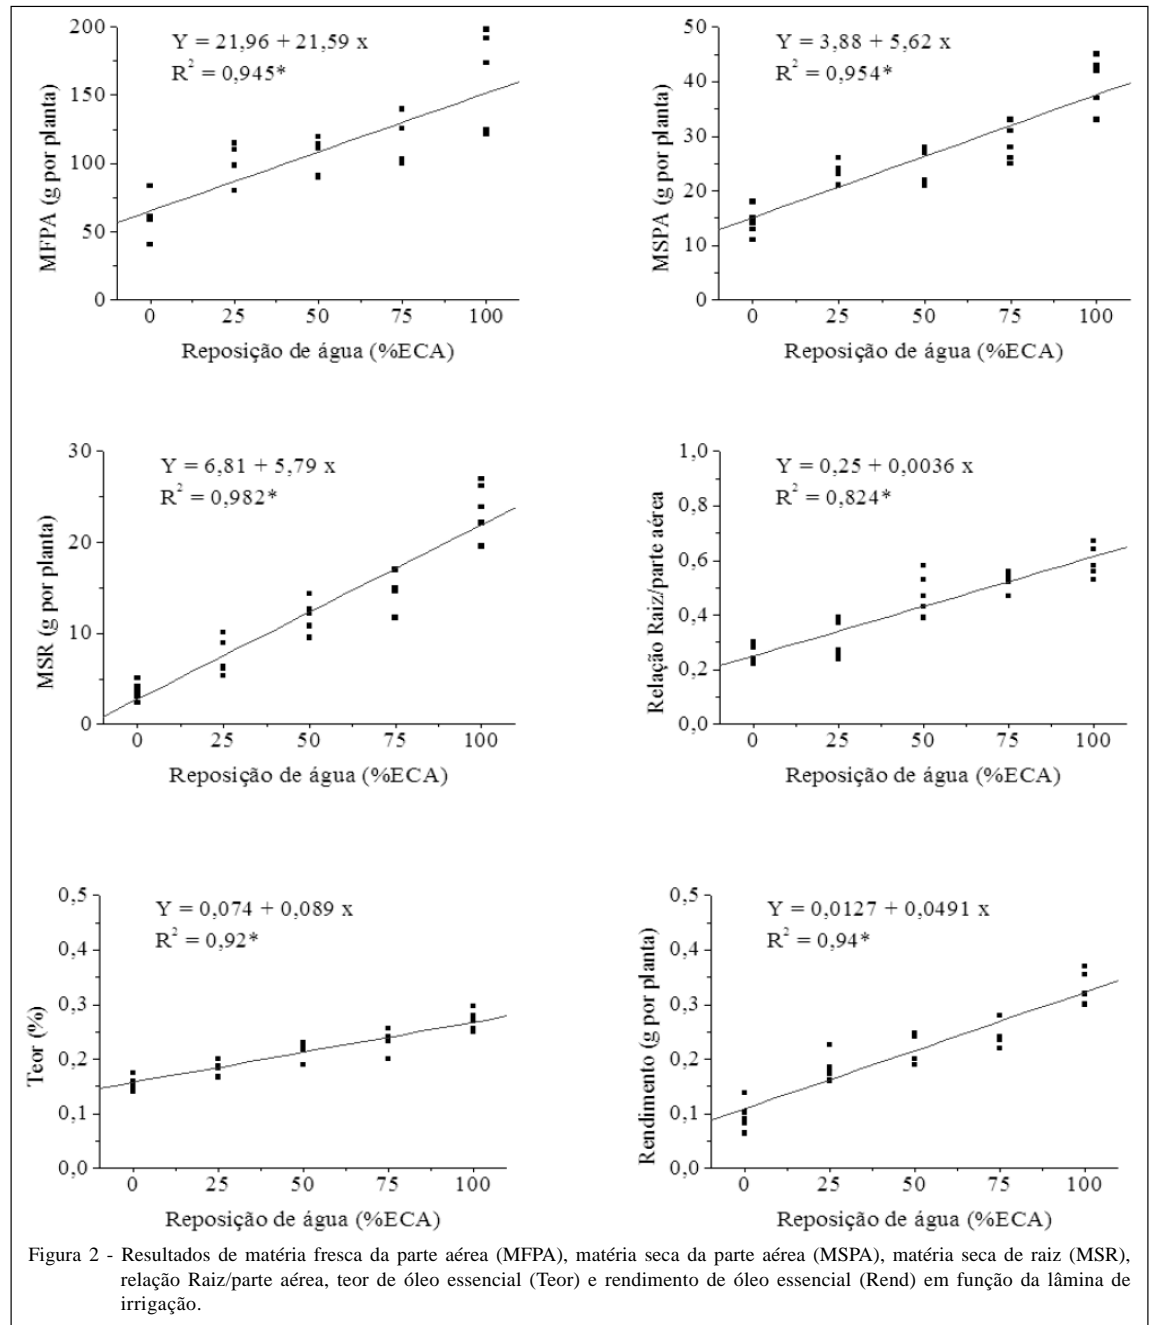 Y = 21,96 + 21,59 x
R² = 0,945*
MFPA (g por planta)
200
150
100
50
0
0 25 50 75 100
Reposição de água (%ECA)
Y = 3,88 + 5,62 x
R² = 0,954*
MSPA (g por planta)
50
40
30
20
10
0
0 25 50 75 100
Reposição de água (%ECA)
Y = 6,81 + 5,79 x
R² = 0,982*
MSR (g por planta)
30
20
10
0
0 25 50 75 100
Reposição de água (%ECA)
Y = 0,25 + 0,0036 x
R² = 0,824*
Relação Raiz/parte aérea
1,0
0,8
0,6
0,4
0,2
0,0
0 25 50 75 100
Reposição de água (%ECA)
Y = 0,074 + 0,089 x
R² = 0,92*
Teor (%)
0,5
0,4
0,3
0,2
0,1
0,0
0 25 50 75 100
Reposição de água (%ECA)
Y = 0,0127 + 0,0491 x
R² = 0,94*
Rendimento (g por planta)
0,5
0,4
0,3
0,2
0,1
0,0
0 25 50 75 100
Reposição de água (%ECA)
Figura 2 - Resultados de matéria fresca da parte aérea (MFPA), matéria seca da parte aérea (MSPA), matéria seca de raiz (MSR),
relação Raiz/parte aérea, teor de óleo essencial (Teor) e rendimento de óleo essencial (Rend) em função da lâmina de
irrigação.